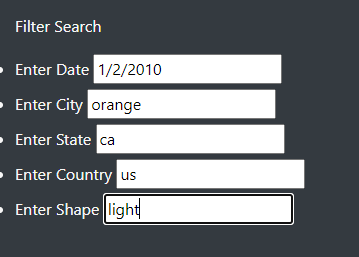 Filter Search
Enter Date 1/2/2010
Enter City orange
Enter State ca
Enter Country us
Enter Shape light